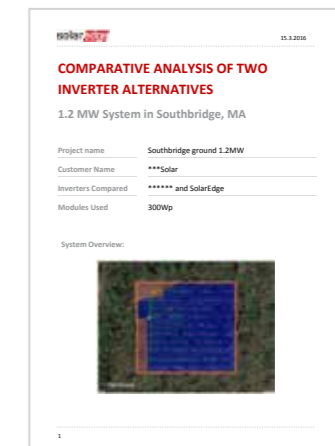 solaredge
15.3.2016
COMPARATIVE ANALYSIS OF TWO
INVERTER ALTERNATIVES
1.2 MW System in Southbridge, MA
Project name Southbridge ground 1.2MW
Customer Name ***Solar
Inverters Compared ****** and SolarEdge
Modules Used 300Wp
System Overview:
1